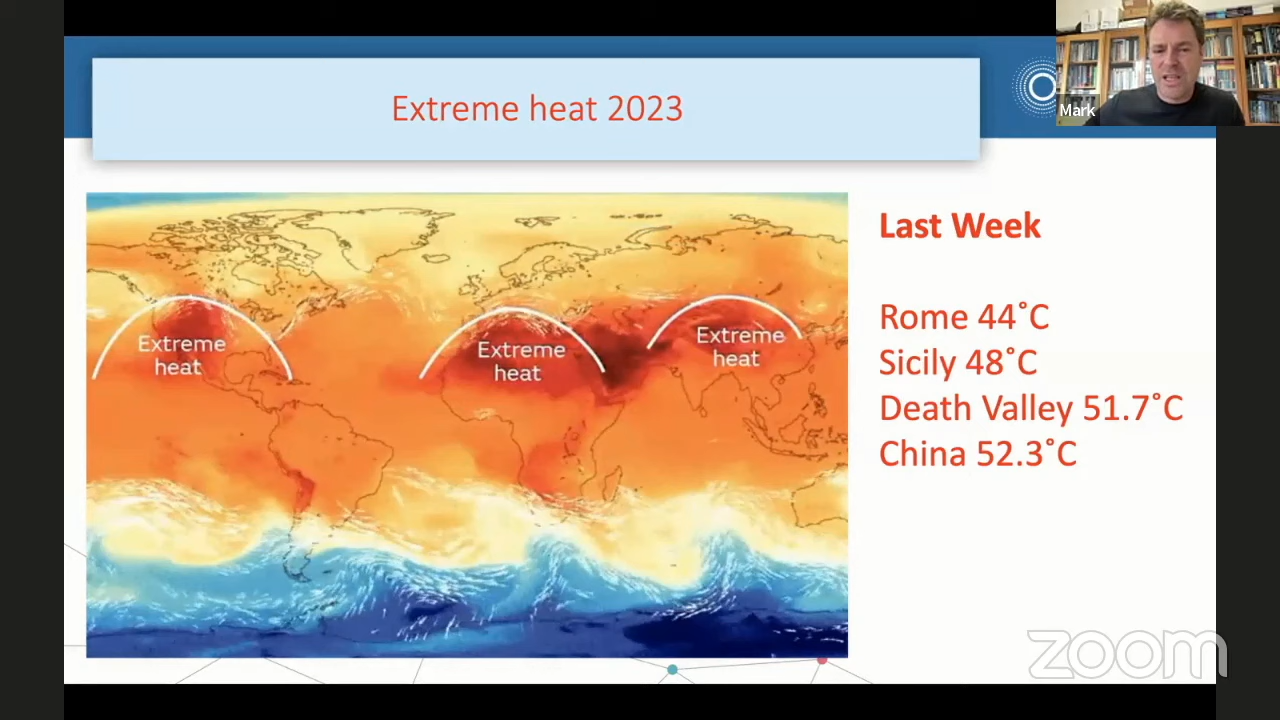 Extreme heat 2023
Mark
Last Week
Rome 44˚C
Sicily 48˚C
Death Valley 51.7˚C
China 52.3˚C
Extreme
heat
Extreme
heat
Extreme
heat
zoom